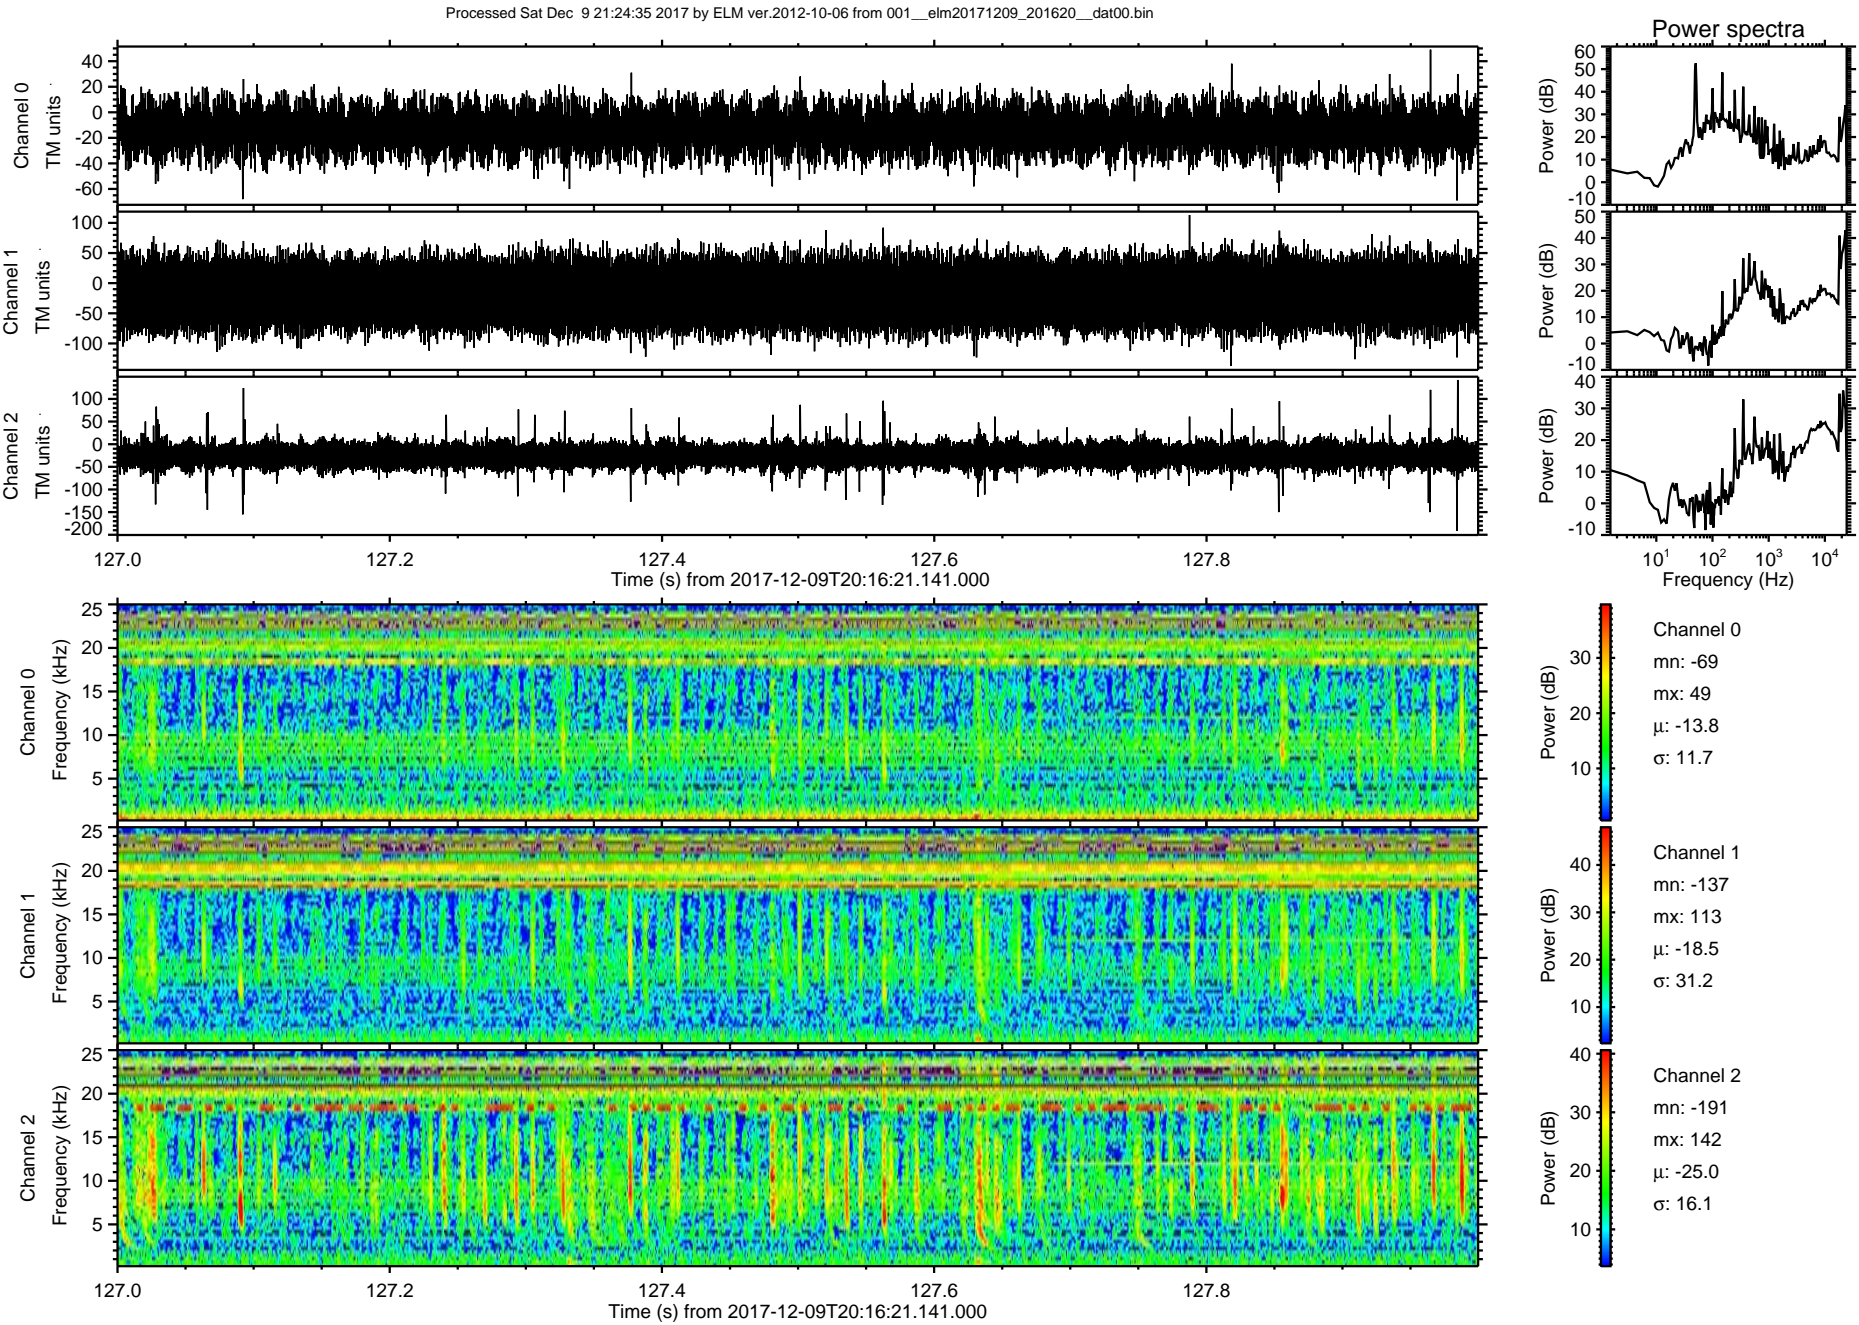 Processed Sat Dec 9 21:24:35 2017 by ELM ver.2012-10-06 from 001__elm20171209_201620__dat00.bin
Power spectra
Channel 0
TM units
40
20
0
-20
-40
-60
Power (dB)
60
50
40
30
20
10
0
-10
Channel 1
TM units
100
50
0
-50
-100
Power (dB)
50
40
30
20
10
0
-10
Channel 2
TM units
100
50
0
-50
-100
-150
-200
Power (dB)
40
30
20
10
0
-10
127.0 127.2 127.4 127.6 127.8
Time (s) from 2017-12-09T20:16:21.141.000
10¹ 10² 10³ 10⁴
Frequency (Hz)
Channel 0
Frequency (kHz)
25
20
15
10
5
Power (dB)
30
20
10
Channel 0
mn: -69
mx: 49
µ: -13.8
σ: 11.7
Channel 1
Frequency (kHz)
25
20
15
10
5
Power (dB)
40
30
20
10
Channel 1
mn: -137
mx: 113
µ: -18.5
σ: 31.2
Channel 2
Frequency (kHz)
25
20
15
10
5
Power (dB)
40
30
20
10
Channel 2
mn: -191
mx: 142
µ: -25.0
σ: 16.1
127.0 127.2 127.4 127.6 127.8
Time (s) from 2017-12-09T20:16:21.141.000